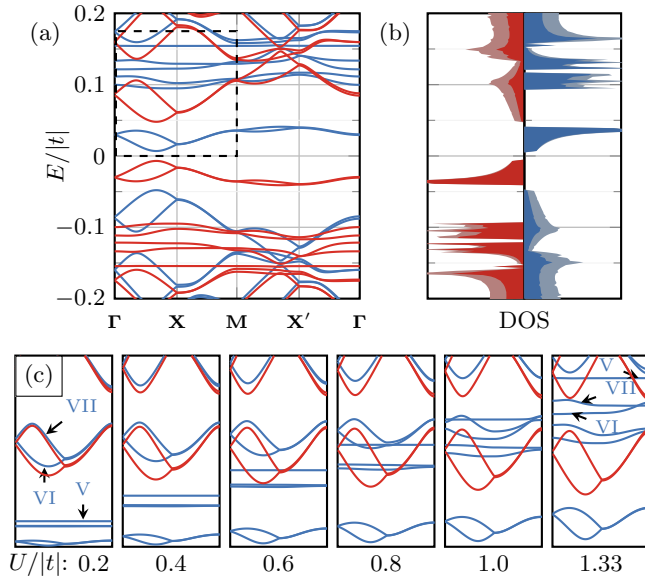 (a)
(b)
0.2
0.1
0
−0.1
−0.2
E/|t|
Γ X M X′ Γ
DOS
(c)
VII
V
VI
V
VII
VI
U/|t|: 0.2 0.4 0.6 0.8 1.0 1.33